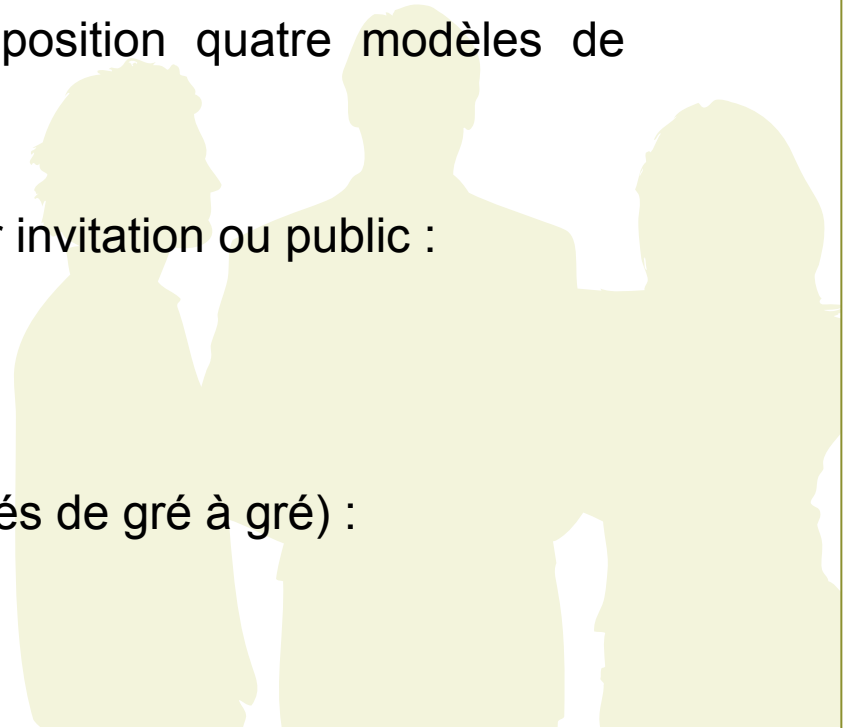 position quatre modèles de
invitation ou public :
és de gré à gré) :